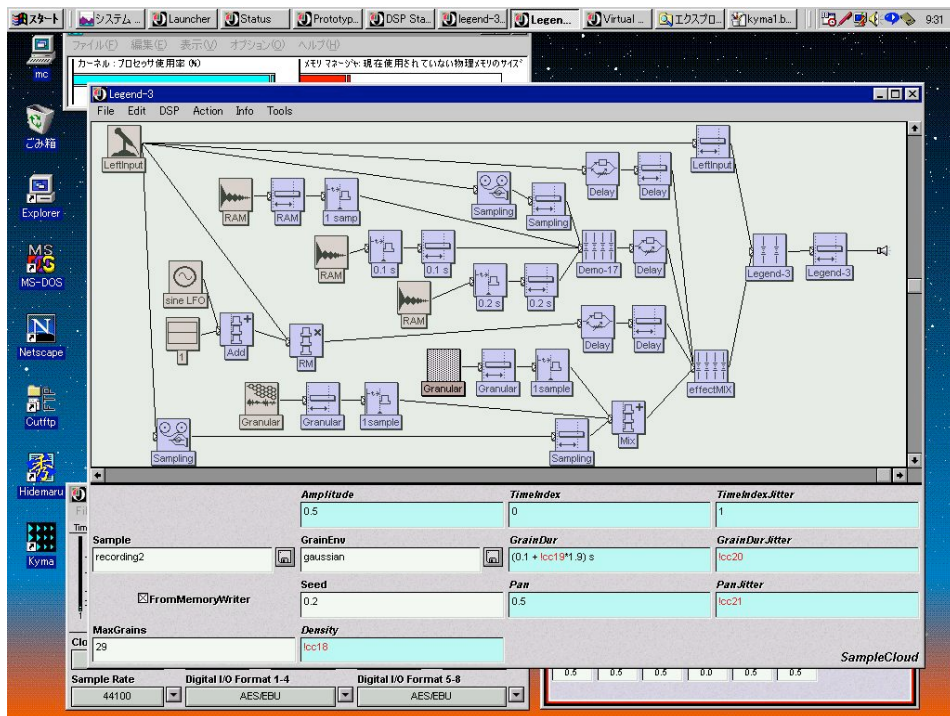 スタート
システム ...
Launcher
Status
Prototyp...
DSP Sta...
legend-3...
Legen...
Virtual ...
エクスプロ...
kyma1.b...
9:31
ファイル(F) 編集(E) 表示(V) オプション(O) ヘルプ(H)
カーネル : プロセッサ使用率 (%)
メモリ マネージャ: 現在使用されていない物理メモリのサイズ
mc
ごみ箱
Explorer
MS-DOS
Netscape
Cutftp
Hidemaru
Kyma
Legend-3
File Edit DSP Action Info Tools
LeftInput
LeftInput
Delay
Delay
Sampling
Sampling
RAM
RAM
1 samp
RAM
0.1 s
0.1 s
Demo-17
Delay
Legend-3
Legend-3
sine LFO
RAM
0.2 s
0.2 s
1
Add
RM
Delay
Delay
Granular
Granular
1sample
effectMIX
Granular
Granular
1sample
Mix
Sampling
Sampling
Amplitude
0.5
TimeIndex
0
TimeIndexJitter
1
Sample
recording2
GrainEnv
gaussian
GrainDur
(0.1 + !cc19*1.9) s
GrainDurJitter
!cc20
FromMemoryWriter
Seed
0.2
Pan
0.5
PanJitter
!cc21
MaxGrains
29
Density
!cc18
SampleCloud
Sample Rate
44100
Digital I/O Format 1-4
AES/EBU
Digital I/O Format 5-8
AES/EBU
0.5 0.5 0.5 0.0 0.5 0.5